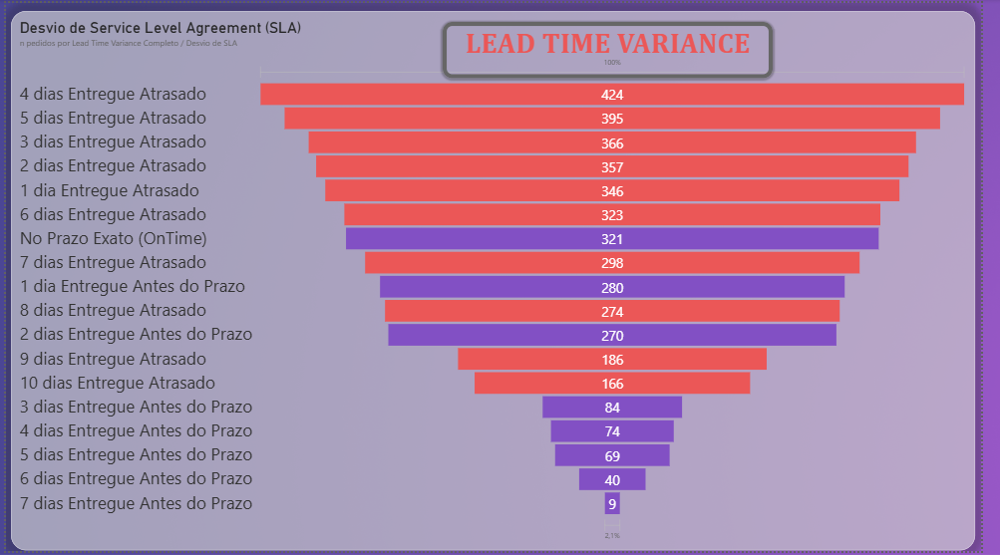 Desvio de Service Level Agreement (SLA)
n pedidos por Lead Time Variance Completo / Desvio de SLA
LEAD TIME VARIANCE
100%
4 dias Entregue Atrasado 424
5 dias Entregue Atrasado 395
3 dias Entregue Atrasado 366
2 dias Entregue Atrasado 357
1 dia Entregue Atrasado 346
6 dias Entregue Atrasado 323
No Prazo Exato (OnTime) 321
7 dias Entregue Atrasado 298
1 dia Entregue Antes do Prazo 280
8 dias Entregue Atrasado 274
2 dias Entregue Antes do Prazo 270
9 dias Entregue Atrasado 186
10 dias Entregue Atrasado 166
3 dias Entregue Antes do Prazo 84
4 dias Entregue Antes do Prazo 74
5 dias Entregue Antes do Prazo 69
6 dias Entregue Antes do Prazo 40
7 dias Entregue Antes do Prazo 9
2,1%